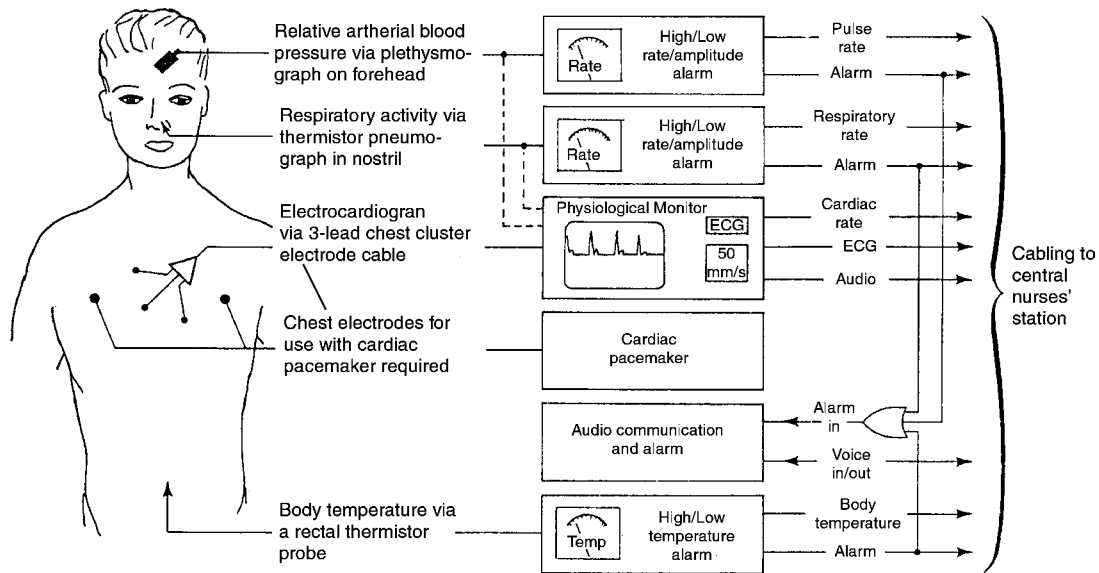 Relative artherial blood
pressure via plethysmo-
graph on forehead
Respiratory activity via
thermistor pneumo-
graph in nostril
Electrocardiogran
via 3-lead chest cluster
electrode cable
Chest electrodes for
use with cardiac
pacemaker required
Body temperature via
a rectal thermistor
probe
Rate
High/Low
rate/amplitude
alarm
Rate
High/Low
rate/amplitude
alarm
Physiological Monitor
ECG
50
mm/s
Cardiac
pacemaker
Audio communication
and alarm
Temp
High/Low
temperature
alarm
Pulse
rate
Alarm
Respiratory
rate
Alarm
Cardiac
rate
ECG
Audio
Alarm
in
Voice
in/out
Body
temperature
Alarm
Cabling to
central
nurses'
station